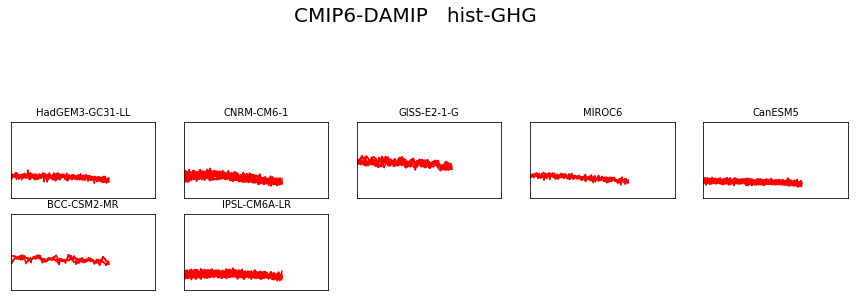 CMIP6-DAMIP   hist-GHG
HadGEM3-GC31-LL
CNRM-CM6-1
GISS-E2-1-G
MIROC6
CanESM5
BCC-CSM2-MR
IPSL-CM6A-LR